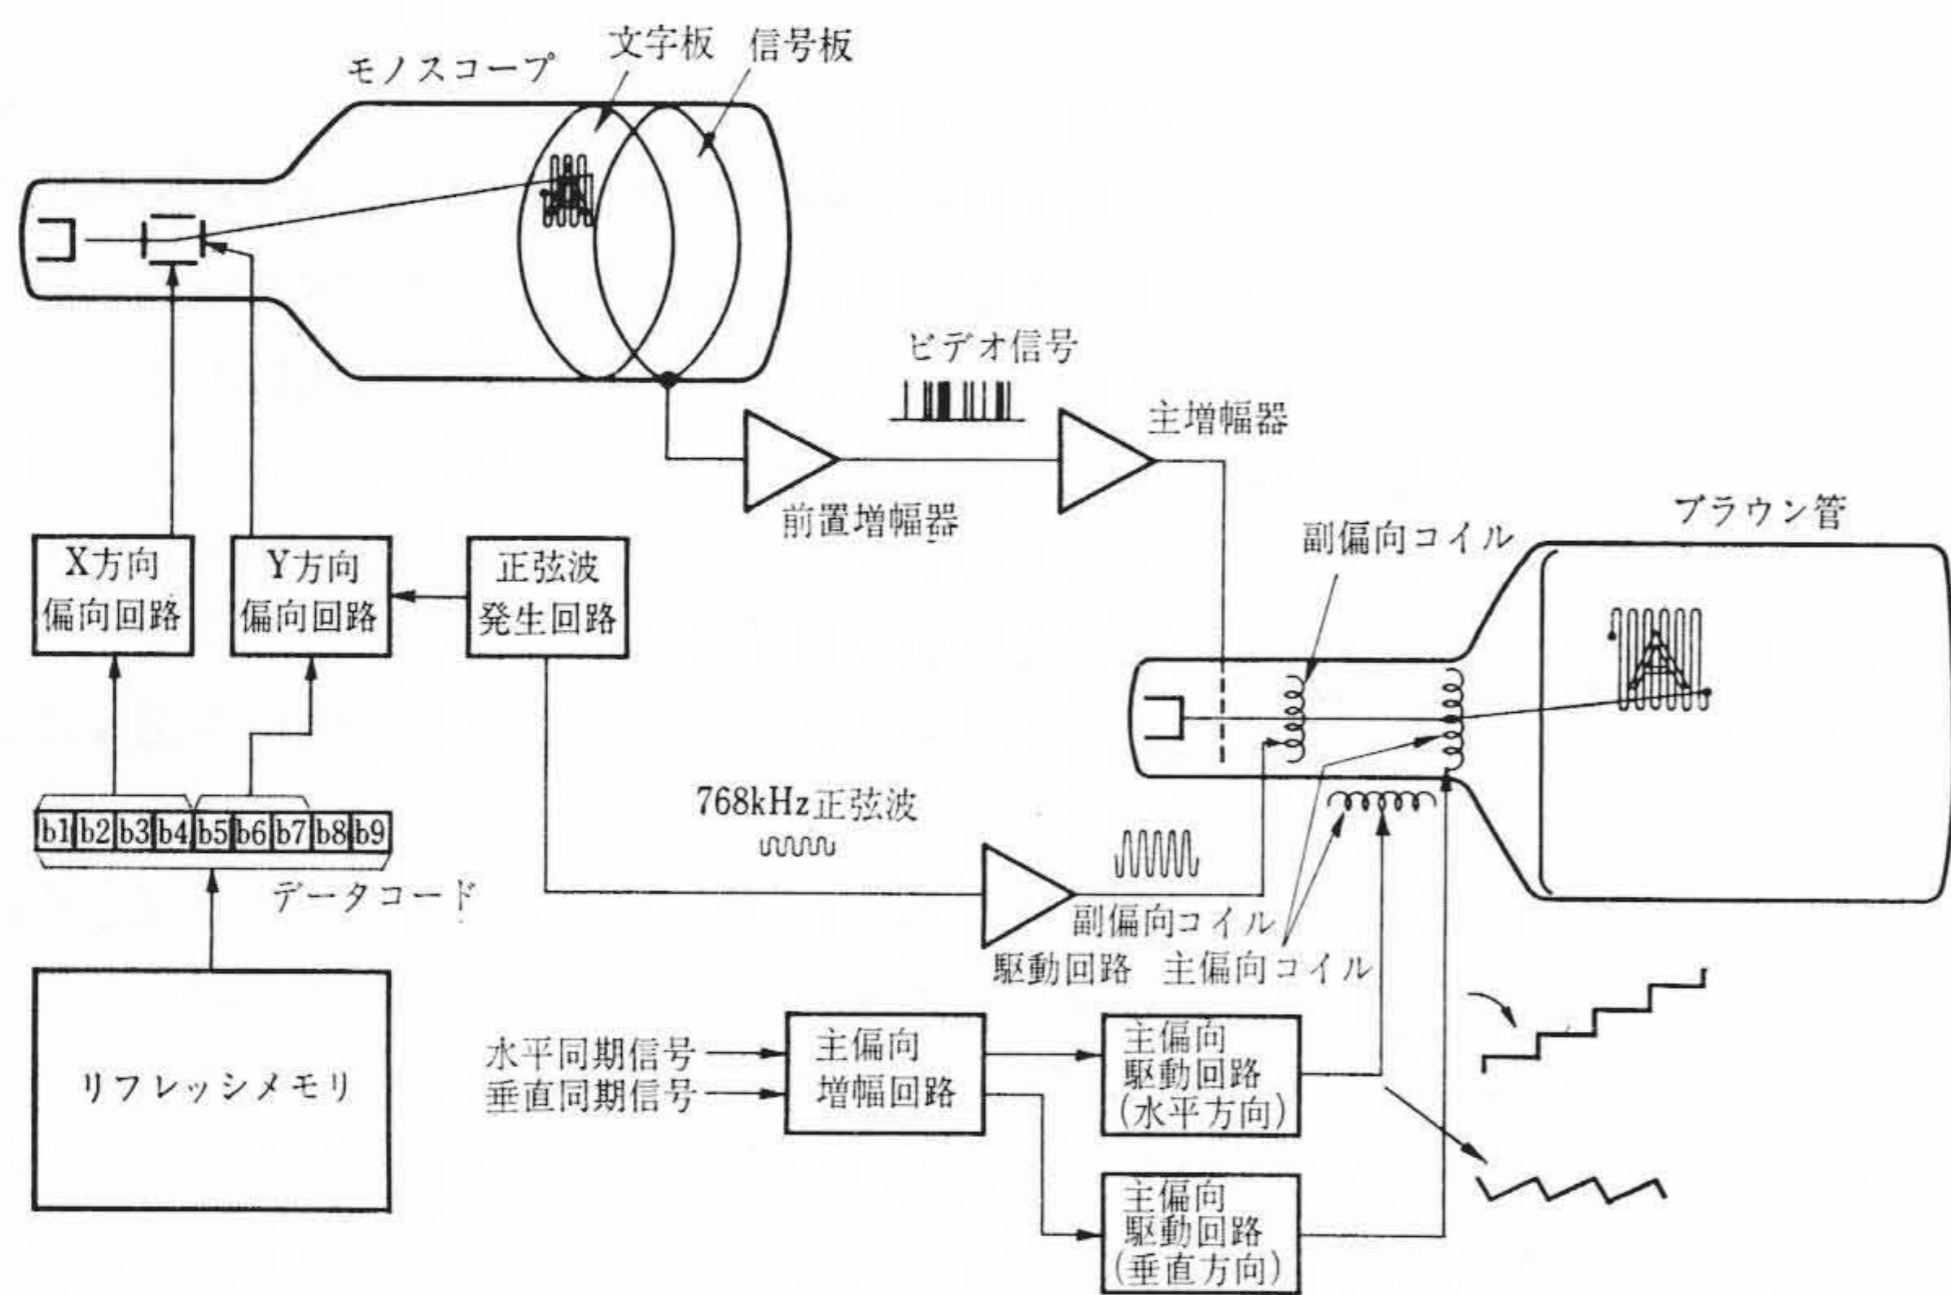 文字板
信号板
モノスコープ
ビデオ信号
主増幅器
前置増幅器
ブラウン管
副偏向コイル
X方向
偏向回路
Y方向
偏向回路
正弦波
発生回路
768kHz正弦波
b1 b2 b3 b4 b5 b6 b7 b8 b9
データコード
副偏向コイル
駆動回路
主偏向コイル
リフレッシメモリ
水平同期信号
垂直同期信号
主偏向
増幅回路
主偏向
駆動回路
(水平方向)
主偏向
駆動回路
(垂直方向)
A
A